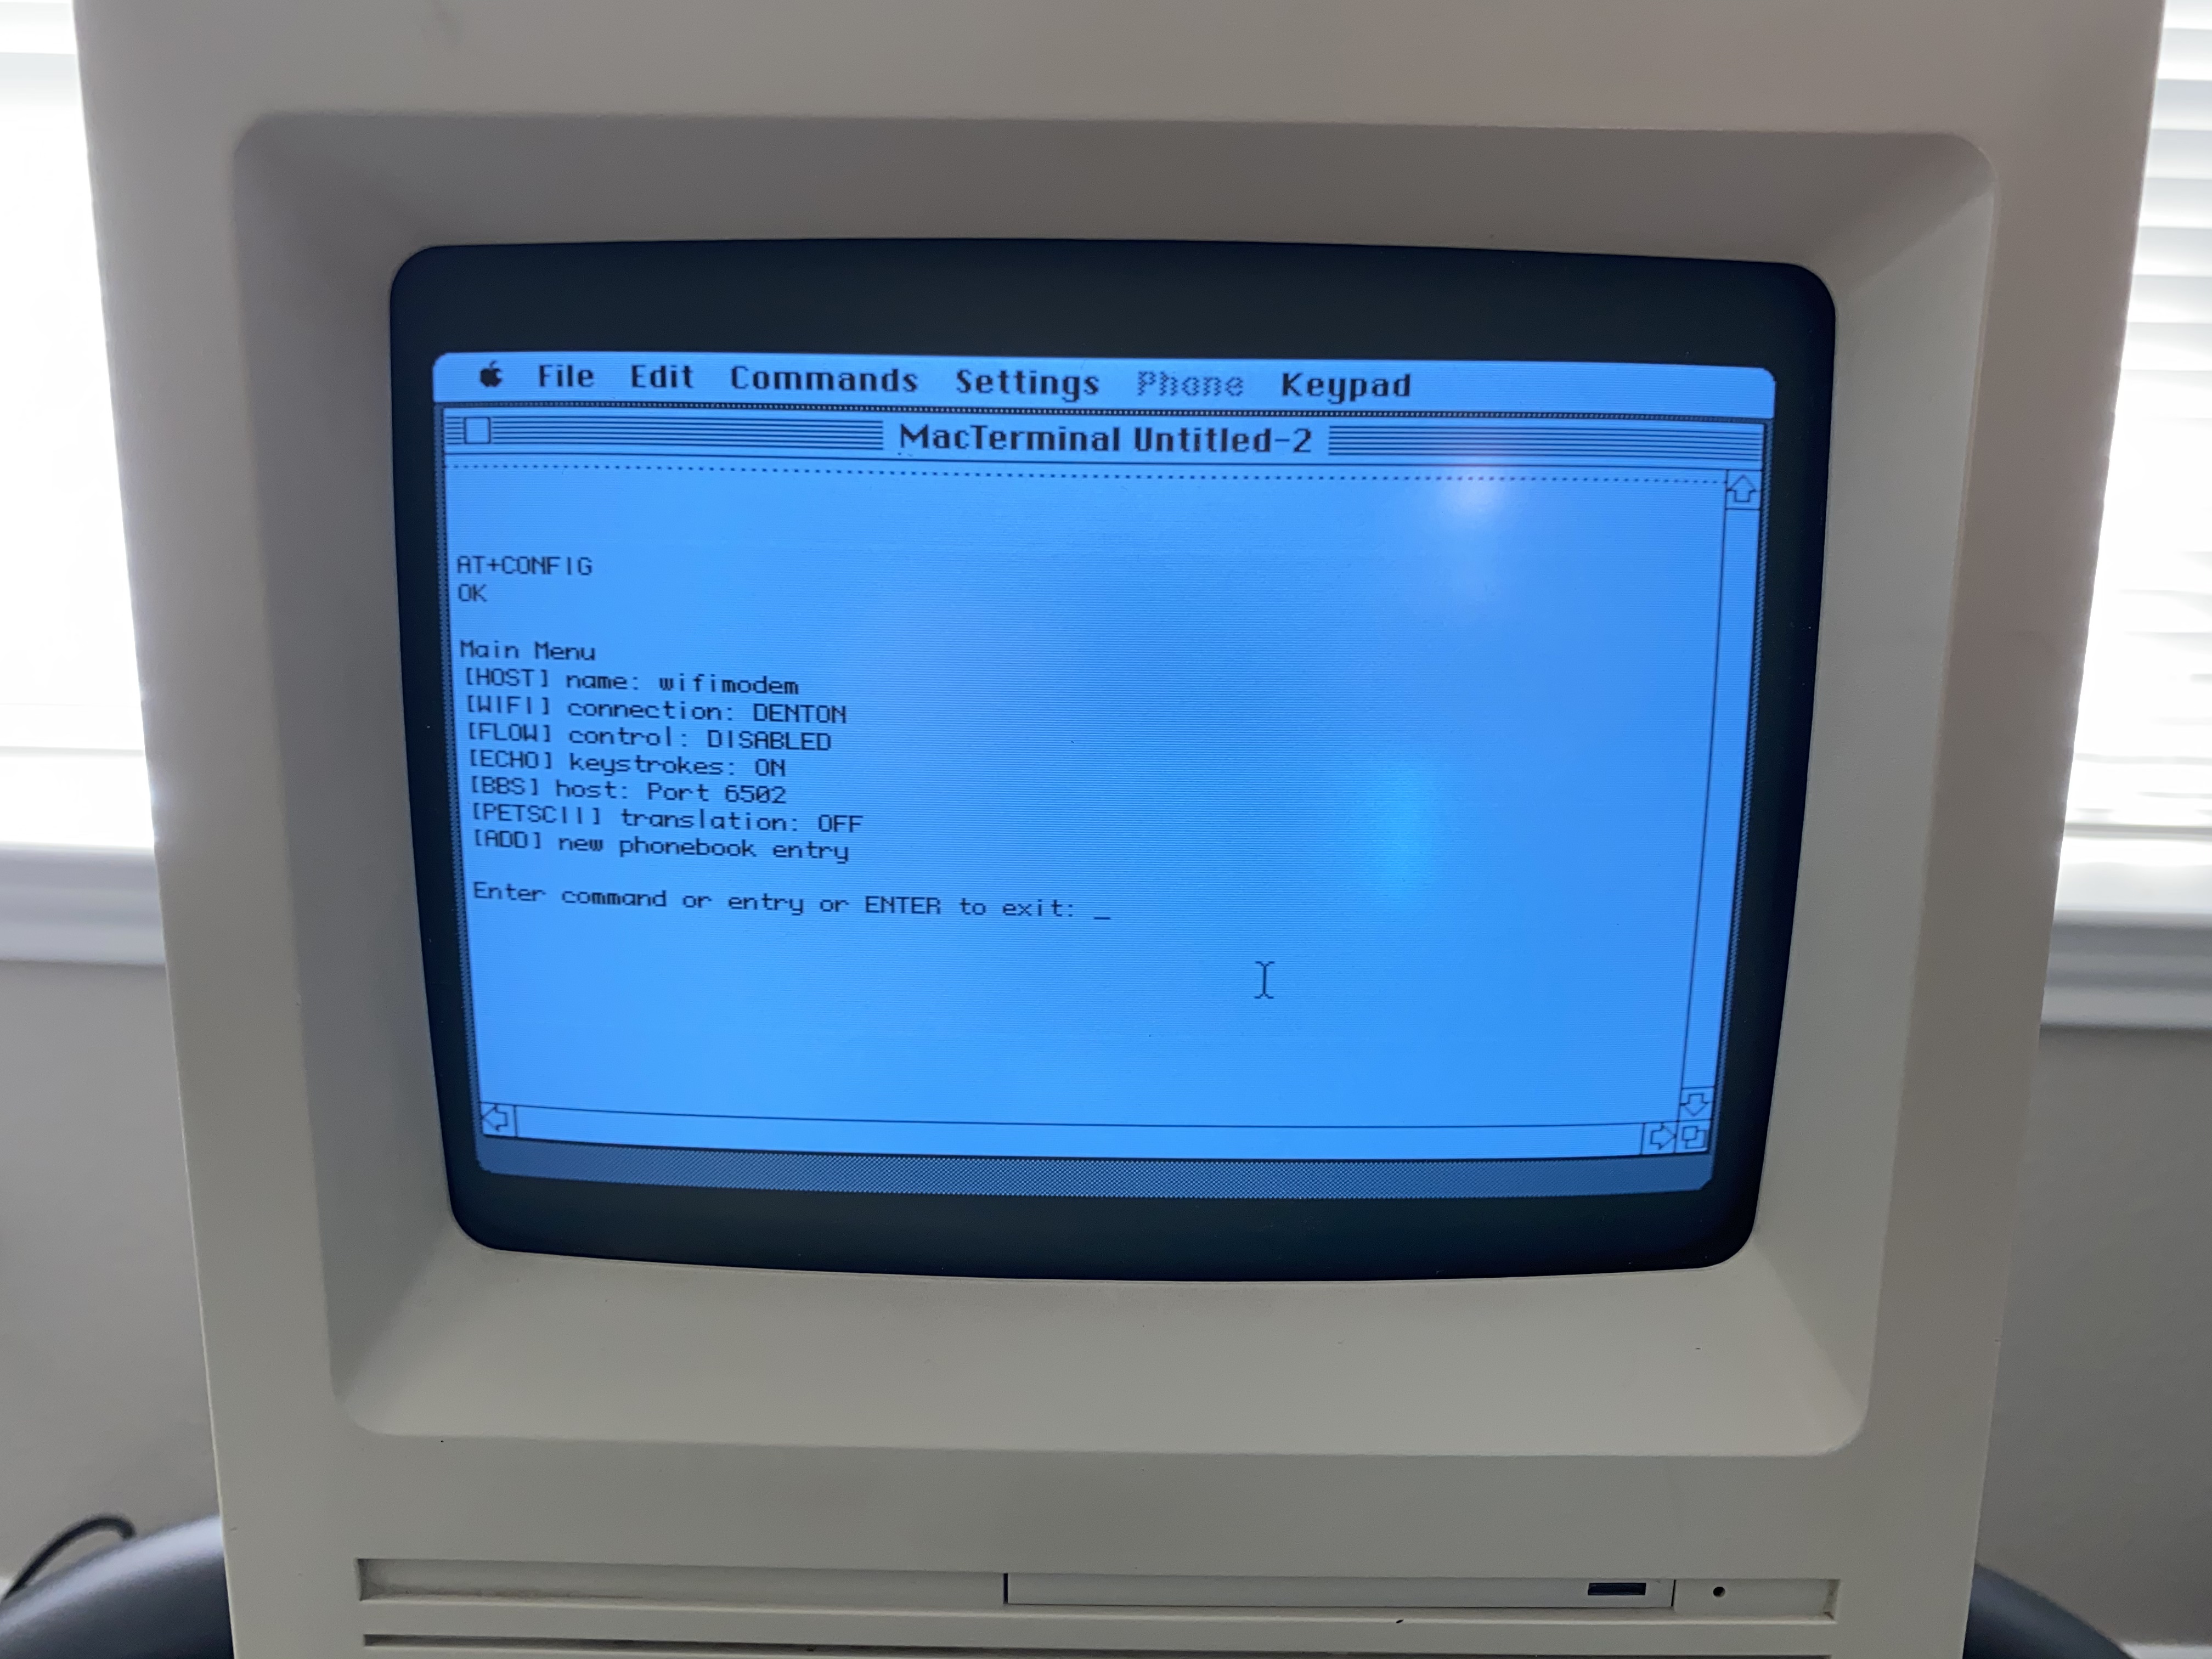 File Edit Commands Settings Phone Keypad
MacTerminal Untitled-2
AT+CONFIG
OK
Main Menu
[HOST] name: wifimodem
[WIFI] connection: DENTON
[FLOW] control: DISABLED
[ECHO] keystrokes: ON
[BBS] host: Port 6502
[PETSCII] translation: OFF
[ADD] new phonebook entry
Enter command or entry or ENTER to exit: _